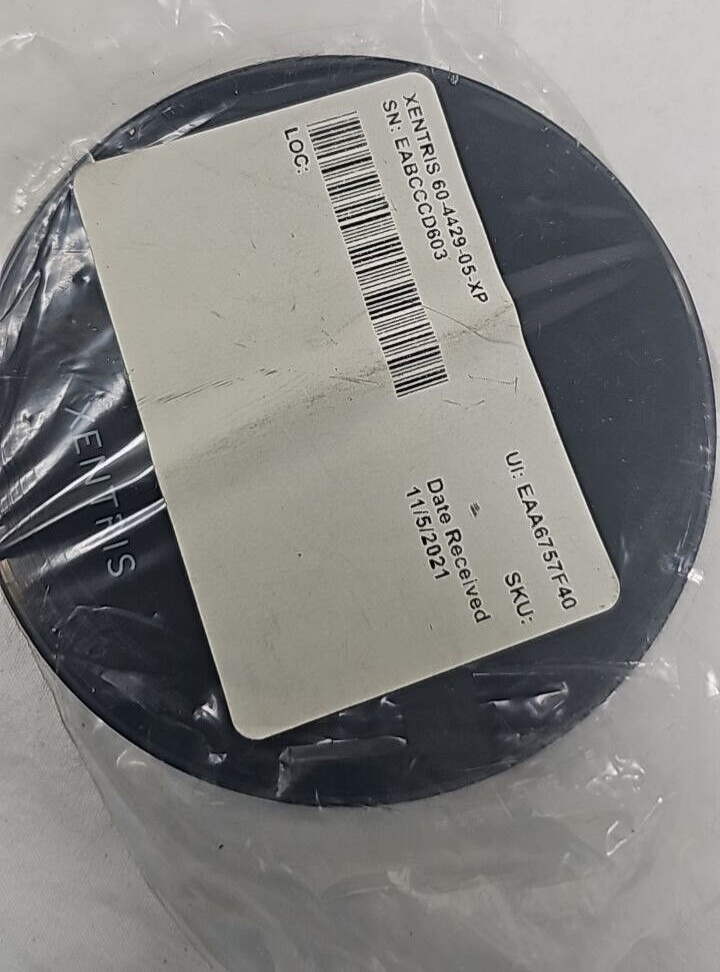 XENTRIS 60-4429-05-XP
SN: EABCCCD603
LOC:
UI: EAA6757F40
SKU:
=
Date Received
11/5/2021
XENTRIS